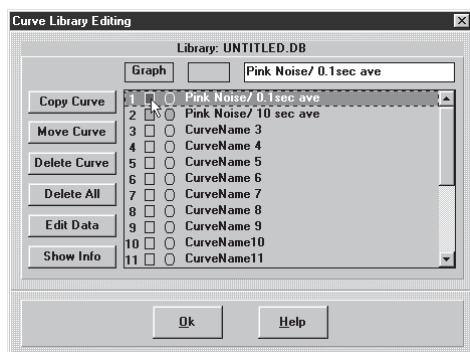 Curve Library Editing
Library: UNTITLED.DB
Graph
Pink Noise/ 0.1sec ave
Copy Curve
Move Curve
Delete Curve
Delete All
Edit Data
Show Info
1 Pink Noise/ 0.1sec ave
2 Pink Noise/ 10 sec ave
3 CurveName 3
4 CurveName 4
5 CurveName 5
6 CurveName 6
7 CurveName 7
8 CurveName 8
9 CurveName 9
10 CurveName10
11 CurveName11
Ok
Help